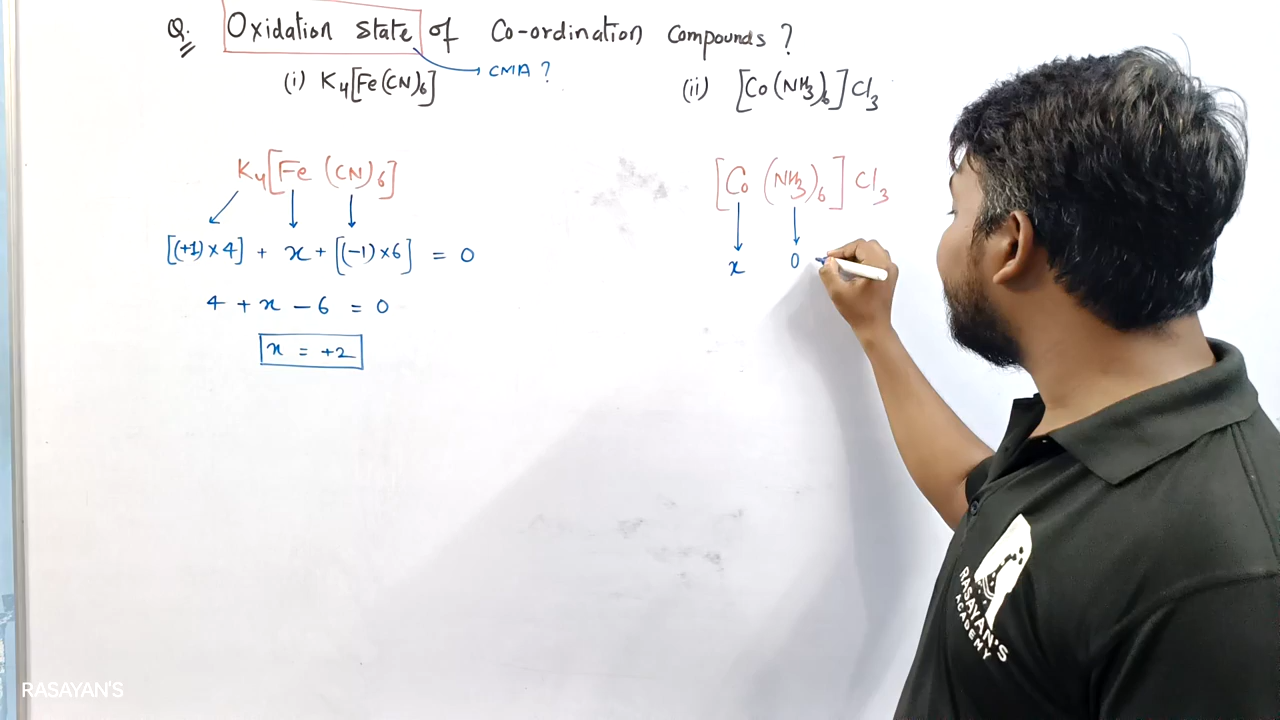 Q. Oxidation State of Co-ordination Compounds ?
CMA ?
(i) K4[Fe(CN)6]
(ii) [Co(NH3)6]Cl3
K4[Fe (CN)6]
[(+1)×4] + x + [(-1)×6] = 0
4 + x - 6 = 0
x = +2
[Co (NH3)6] Cl3
x 0
RASAYAN'S
ACADEMY
RASAYAN'S